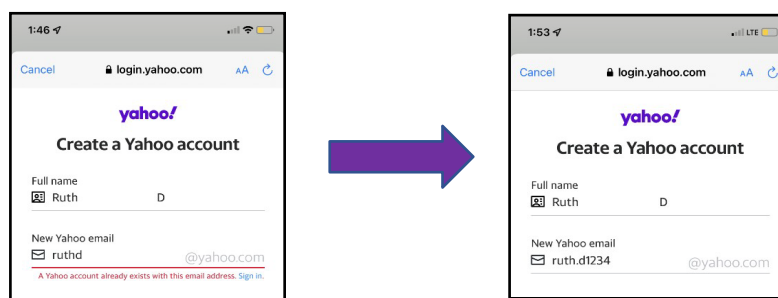 1:46
Cancel login.yahoo.com AA
yahoo!
Create a Yahoo account
Full name
Ruth D
New Yahoo email
ruthd @yahoo.com
A Yahoo account already exists with this email address. Sign in.
1:53 LTE
Cancel login.yahoo.com AA
yahoo!
Create a Yahoo account
Full name
Ruth D
New Yahoo email
ruth.d1234 @yahoo.com